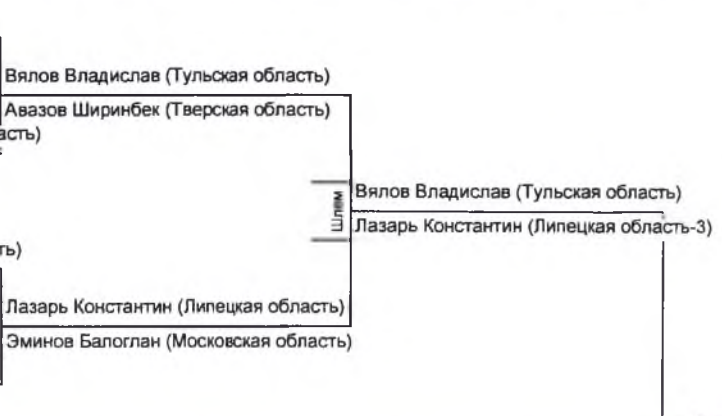 Вялов Владислав (Тульская область)
Авазов Ширинбек (Тверская область)
асть)
Шлем
Вялов Владислав (Тульская область)
Лазарь Константин (Липецкая область-3)
ть)
Лазарь Константин (Липецкая область)
Эминов Балоглан (Московская область)